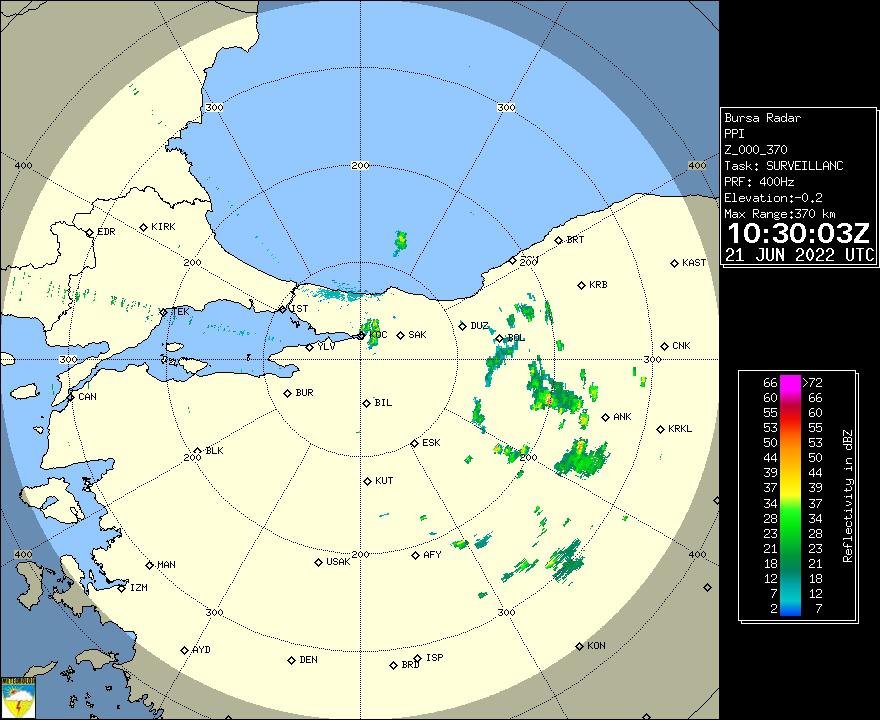 Bursa Radar
PPI
Z_000_370
Task: SURVEILLANC
PRF: 400Hz
Elevation:-0.2
Max Range:370 km
10:30:03Z
21 JUN 2022 UTC
300
300
400
200
400
EDR
KIRK
BRT
200
200
KAST
KRB
TEK
IST
DUZ
KOC
SAK
BOL
YLV
CNK
300
300
CAN
BUR
BIL
ANK
KRKL
ESK
BLK
200
200
KUT
400
200
400
AFY
USAK
MAN
IZM
300
300
AYD
DEN
BRD
ISP
KON
66 >72
60 66
55 60
53 55
50 53
44 50
39 44
37 39
34 37
28 34
23 28
21 23
18 21
12 18
7 12
2 7
Reflectivity in dBZ